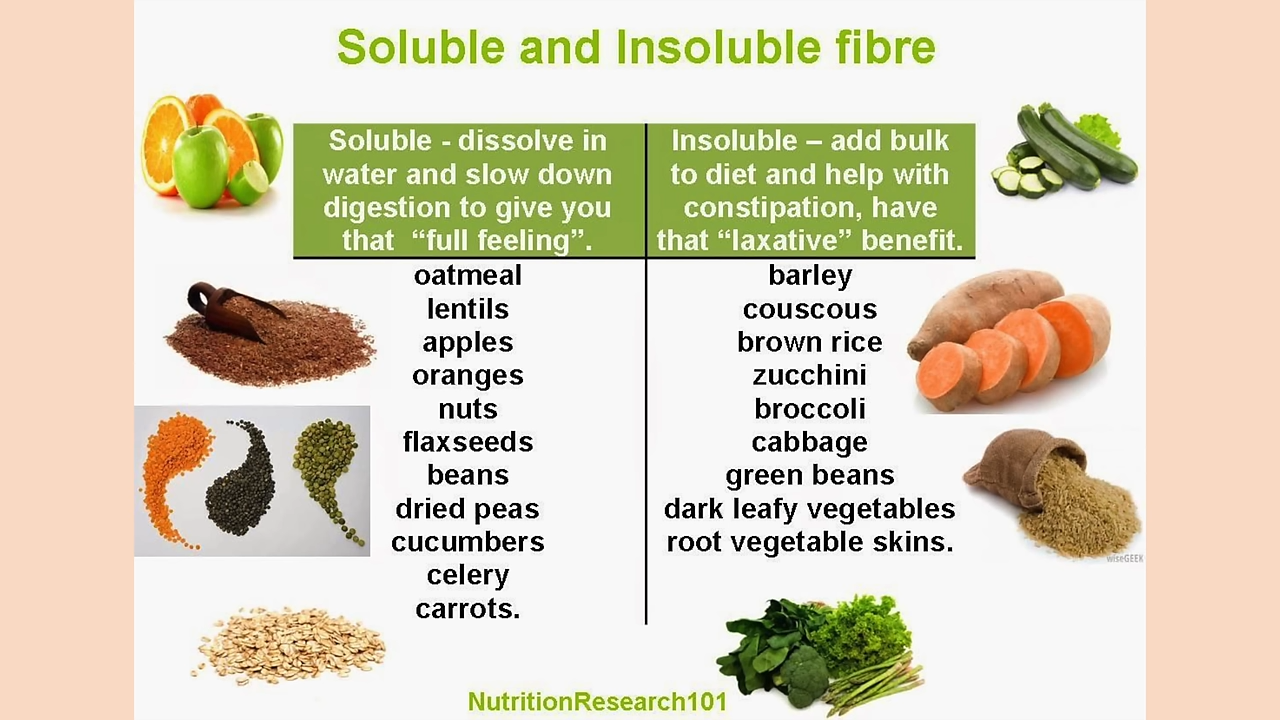 Soluble and Insoluble fibre
Soluble - dissolve in
water and slow down
digestion to give you
that “full feeling”.
Insoluble – add bulk
to diet and help with
constipation, have
that “laxative” benefit.
oatmeal
lentils
apples
oranges
nuts
flaxseeds
beans
dried peas
cucumbers
celery
carrots.
barley
couscous
brown rice
zucchini
broccoli
cabbage
green beans
dark leafy vegetables
root vegetable skins.
wiseGEEK
NutritionResearch101